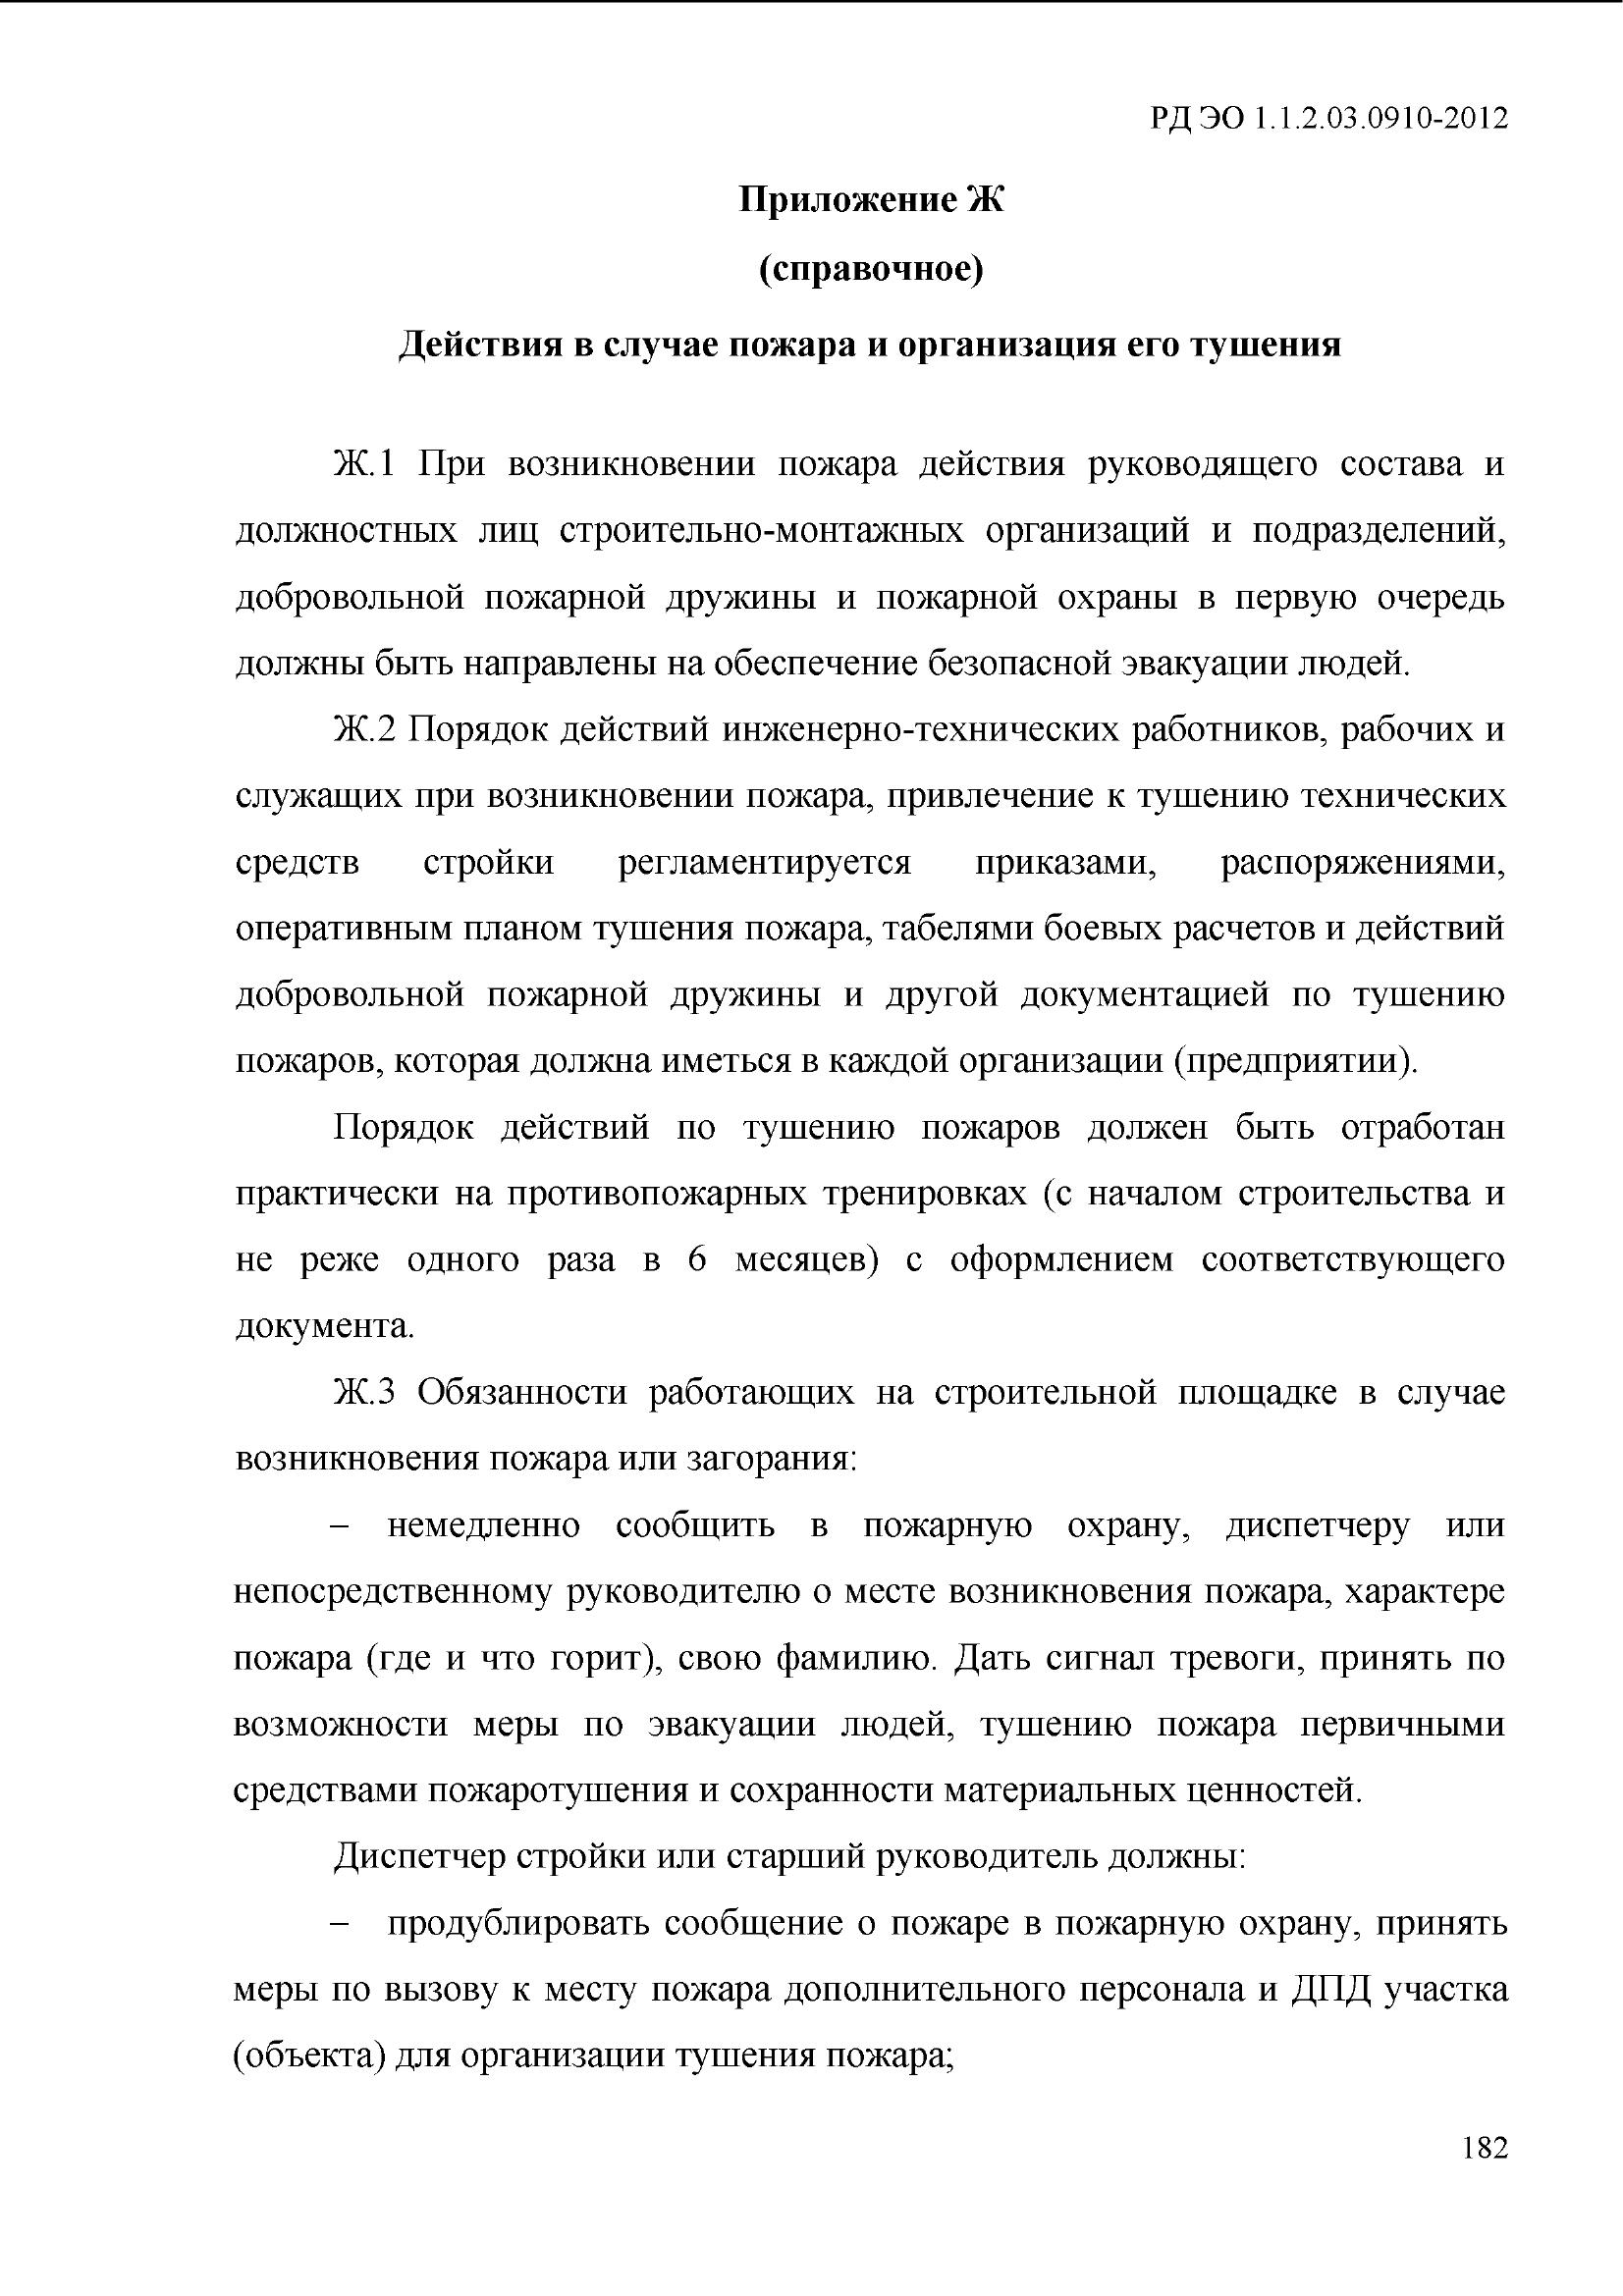 РД ЭО 1.1.2.03.0910-2012
Приложение Ж
(справочное)
Действия в случае пожара и организация его тушения
Ж.1 При возникновении пожара действия руководящего состава и
должностных лиц строительно-монтажных организаций и подразделений,
добровольной пожарной дружины и пожарной охраны в первую очередь
должны быть направлены на обеспечение безопасной эвакуации людей.
Ж.2 Порядок действий инженерно-технических работников, рабочих и
служащих при возникновении пожара, привлечение к тушению технических
средств стройки регламентируется приказами, распоряжениями,
оперативным планом тушения пожара, табелями боевых расчетов и действий
добровольной пожарной дружины и другой документацией по тушению
пожаров, которая должна иметься в каждой организации (предприятии).
Порядок действий по тушению пожаров должен быть отработан
практически на противопожарных тренировках (с началом строительства и
не реже одного раза в 6 месяцев) с оформлением соответствующего
документа.
Ж.3 Обязанности работающих на строительной площадке в случае
возникновения пожара или загорания:
– немедленно сообщить в пожарную охрану, диспетчеру или
непосредственному руководителю о месте возникновения пожара, характере
пожара (где и что горит), свою фамилию. Дать сигнал тревоги, принять по
возможности меры по эвакуации людей, тушению пожара первичными
средствами пожаротушения и сохранности материальных ценностей.
Диспетчер стройки или старший руководитель должны:
– продублировать сообщение о пожаре в пожарную охрану, принять
меры по вызову к месту пожара дополнительного персонала и ДПД участка
(объекта) для организации тушения пожара;
182